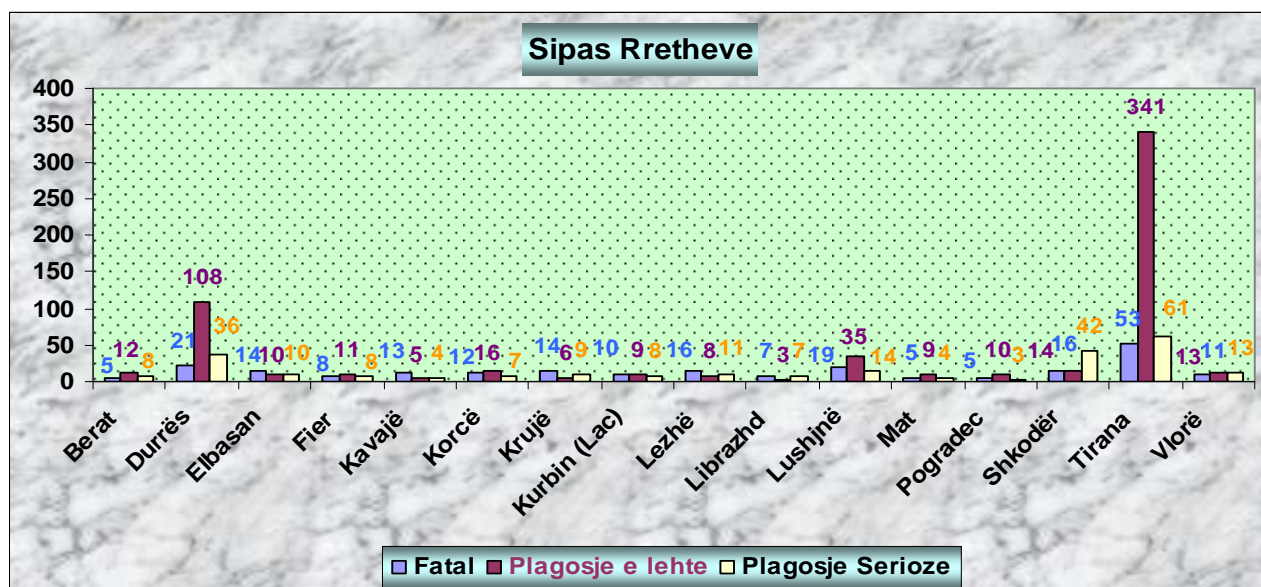 Sipas Rretheve
400
350
300
250
200
150
100
50
0
5 12 8
21 108 36
14 10 10
8 11 8
13 5 4
12 16 7
14 6 9
10 9 8
16 8 11
7 3 7
19 35 14
5 9 4
5 10 3
14 16 42
53 341 61
13 11 13
Berat
Durrës
Elbasan
Fier
Kavajë
Korcë
Krujë
Kurbin (Lac)
Lezhë
Librazhd
Lushjnë
Mat
Pogradec
Shkodër
Tirana
Vlorë
Fatal Plagosje e lehte Plagosje Serioze